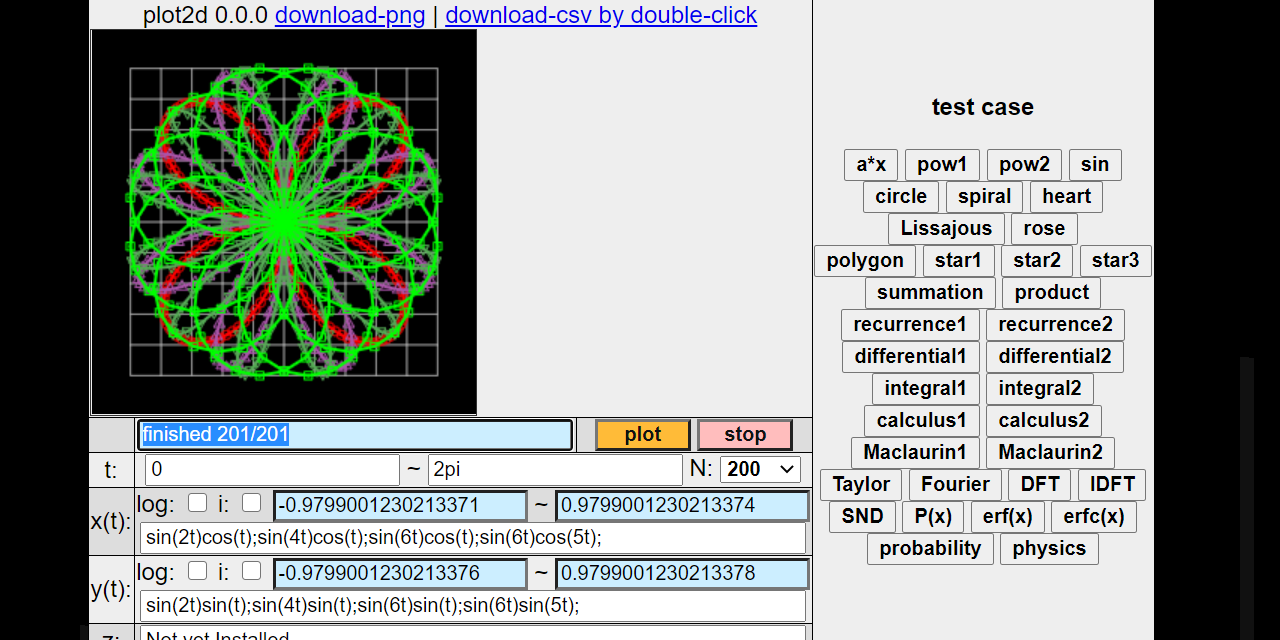 plot2d 0.0.0 download-png | download-csv by double-click
finished 201/201 plot stop
t: 0 ~ 2pi N: 200
x(t): log: i: -0.9799001230213371 ~ 0.9799001230213374
sin(2t)cos(t);sin(4t)cos(t);sin(6t)cos(t);sin(6t)cos(5t);
y(t): log: i: -0.9799001230213376 ~ 0.9799001230213378
sin(2t)sin(t);sin(4t)sin(t);sin(6t)sin(t);sin(6t)sin(5t);
z: Not yet Installed
test case
a*x pow1 pow2 sin
circle spiral heart
Lissajous rose
polygon star1 star2 star3
summation product
recurrence1 recurrence2
differential1 differential2
integral1 integral2
calculus1 calculus2
Maclaurin1 Maclaurin2
Taylor Fourier DFT IDFT
SND P(x) erf(x) erfc(x)
probability physics